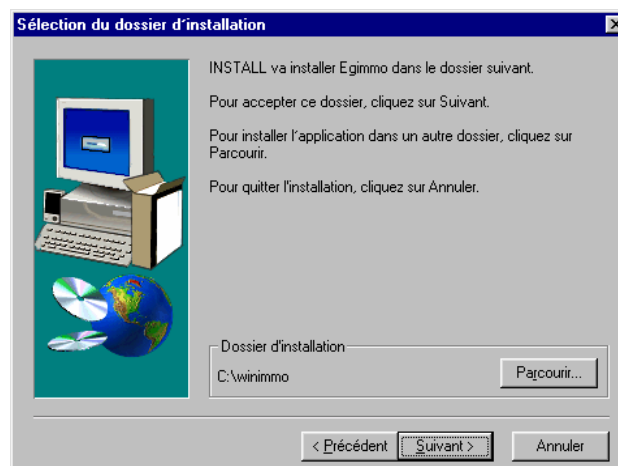 Sélection du dossier d'installation
INSTALL va installer Egimmo dans le dossier suivant.
Pour accepter ce dossier, cliquez sur Suivant.
Pour installer l'application dans un autre dossier, cliquez sur
Parcourir.
Pour quitter l'installation, cliquez sur Annuler.
Dossier d'installation
C:\winimmo
Parcourir...
< Précédent
Suivant >
Annuler